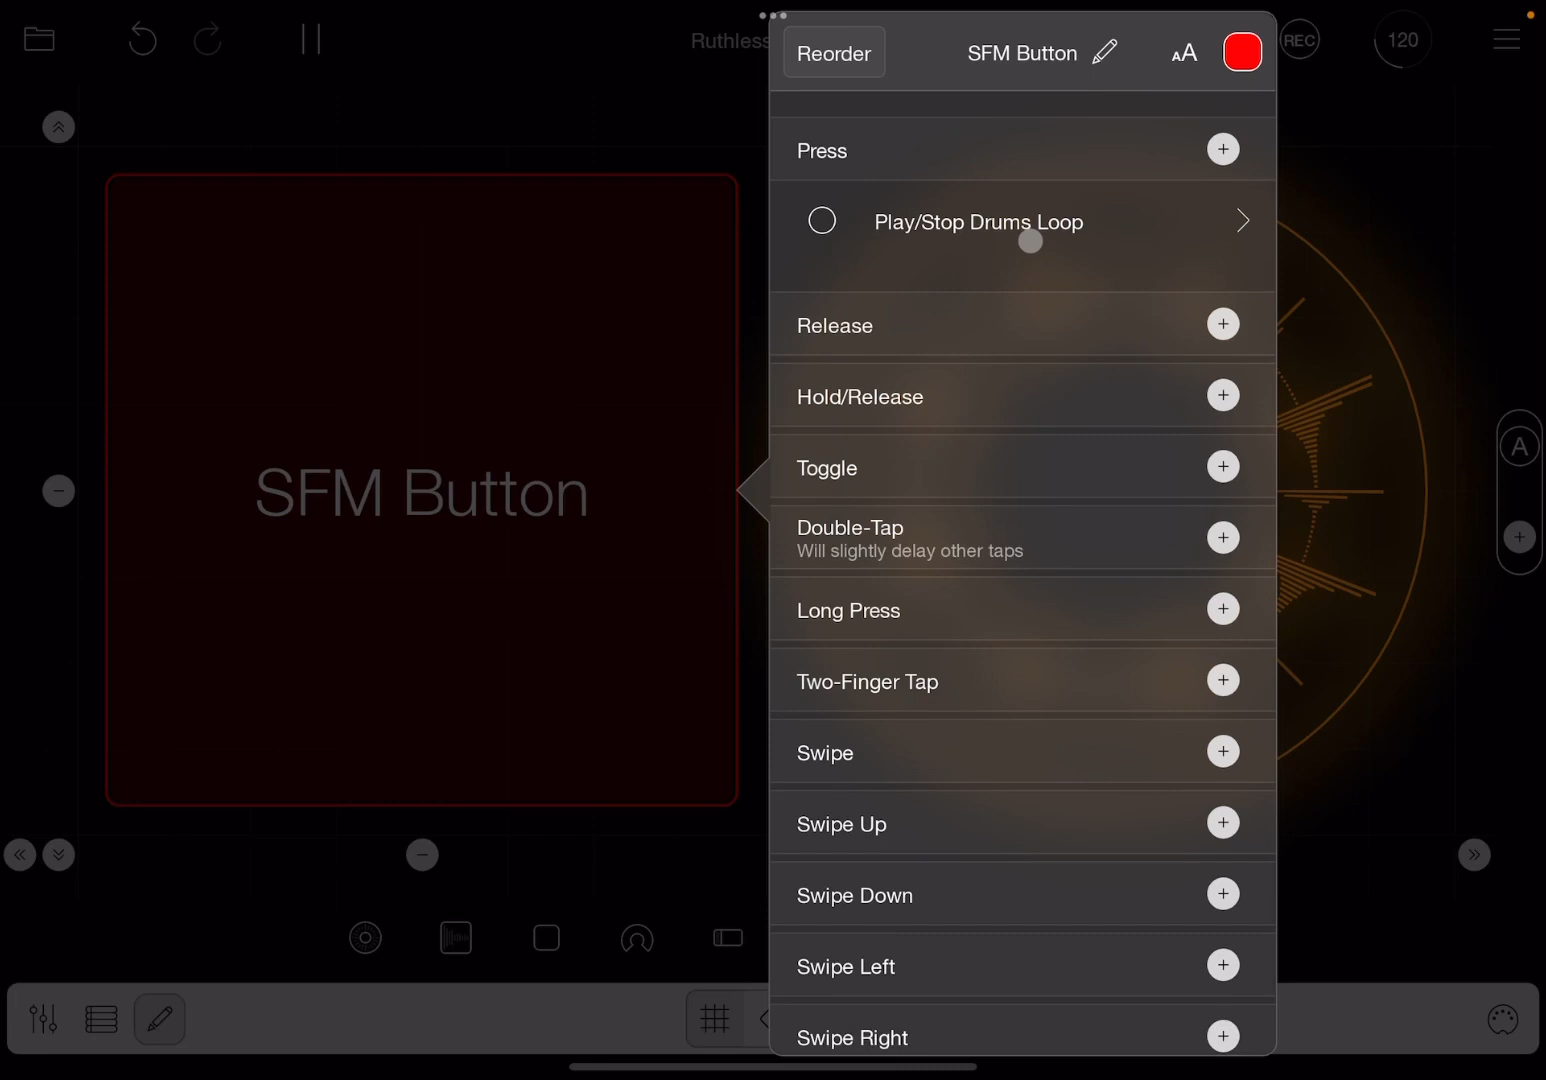 Ruthless
Reorder
SFM Button
AA
REC
120
Press
Play/Stop Drums Loop
Release
Hold/Release
Toggle
Double-Tap
Will slightly delay other taps
Long Press
Two-Finger Tap
Swipe
Swipe Up
Swipe Down
Swipe Left
Swipe Right
SFM Button
A